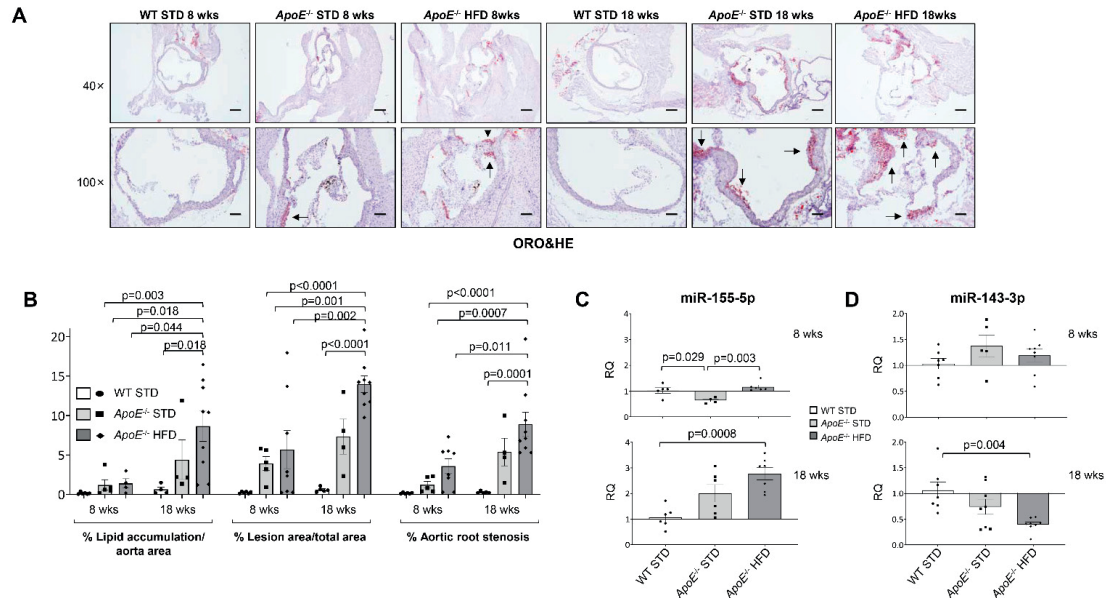 A
WT STD 8 wks
ApoE-/- STD 8 wks
ApoE-/- HFD 8wks
WT STD 18 wks
ApoE-/- STD 18 wks
ApoE-/- HFD 18wks
40×
100×
ORO&HE
B
p=0.003
p=0.018
p=0.044
p=0.018
p<0.0001
p=0.001
p=0.002
p<0.0001
p<0.0001
p=0.0007
p=0.011
p=0.0001
20
15
10
5
0
WT STD
ApoE-/- STD
ApoE-/- HFD
8 wks
18 wks
8 wks
18 wks
8 wks
18 wks
% Lipid accumulation/
aorta area
% Lesion area/total area
% Aortic root stenosis
C
miR-155-5p
8 wks
RQ
4
3
2
1
0
p=0.029
p=0.003
WT STD
ApoE-/- STD
ApoE-/- HFD
18 wks
RQ
4
3
2
1
0
p=0.0008
WT STD
ApoE-/- STD
ApoE-/- HFD
D
miR-143-3p
8 wks
RQ
2.0
1.5
1.0
0.5
0.0
18 wks
RQ
2.0
1.5
1.0
0.5
0.0
p=0.004
WT STD
ApoE-/- STD
ApoE-/- HFD